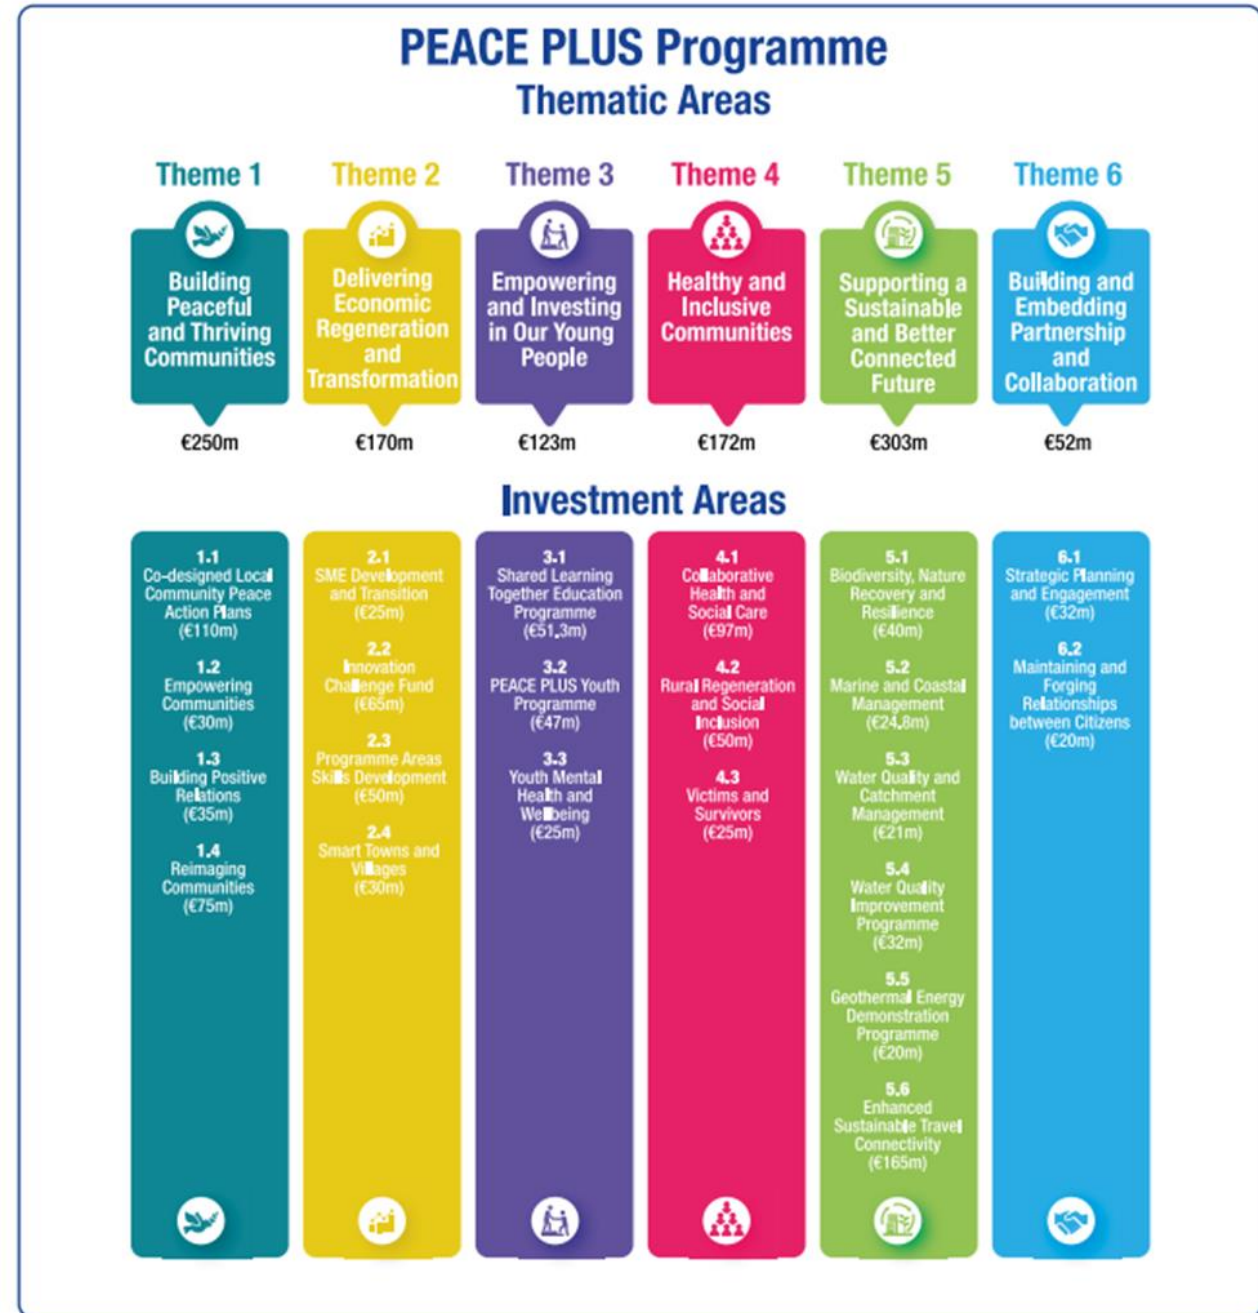 PEACE PLUS Programme
Thematic Areas
Theme 1
Building
Peaceful
and Thriving
Communities
€250m
Theme 2
Delivering
Economic
Regeneration
and
Transformation
€170m
Theme 3
Empowering
and Investing
in Our Young
People
€123m
Theme 4
Healthy and
Inclusive
Communities
€172m
Theme 5
Supporting a
Sustainable
and Better
Connected
Future
€303m
Theme 6
Building and
Embedding
Partnership
and
Collaboration
€52m
Investment Areas
1.1
Co-designed Local
Community Peace
Action Plans
(€110m)
1.2
Empowering
Communities
(€30m)
1.3
Building Positive
Relations
(€35m)
1.4
Reimaging
Communities
(€75m)
2.1
SME Development
and Transition
(€25m)
2.2
Innovation
Challenge Fund
(€65m)
2.3
Programme Areas
Skills Development
(€50m)
2.4
Smart Towns and
Villages
(€30m)
3.1
Shared Learning
Together Education
Programme
(€51.3m)
3.2
PEACE PLUS Youth
Programme
(€47m)
3.3
Youth Mental
Health and
Wellbeing
(€25m)
4.1
Collaborative
Health and
Social Care
(€97m)
4.2
Rural Regeneration
and Social
Inclusion
(€50m)
4.3
Victims and
Survivors
(€25m)
5.1
Biodiversity, Nature
Recovery and
Resilience
(€40m)
5.2
Marine and Coastal
Management
(€24.8m)
5.3
Water Quality and
Catchment
Management
(€21m)
5.4
Water Quality
Improvement
Programme
(€32m)
5.5
Geothermal Energy
Demonstration
Programme
(€20m)
5.6
Enhanced
Sustainable Travel
Connectivity
(€165m)
6.1
Strategic Planning
and Engagement
(€32m)
6.2
Maintaining and
Forging
Relationships
between Citizens
(€20m)